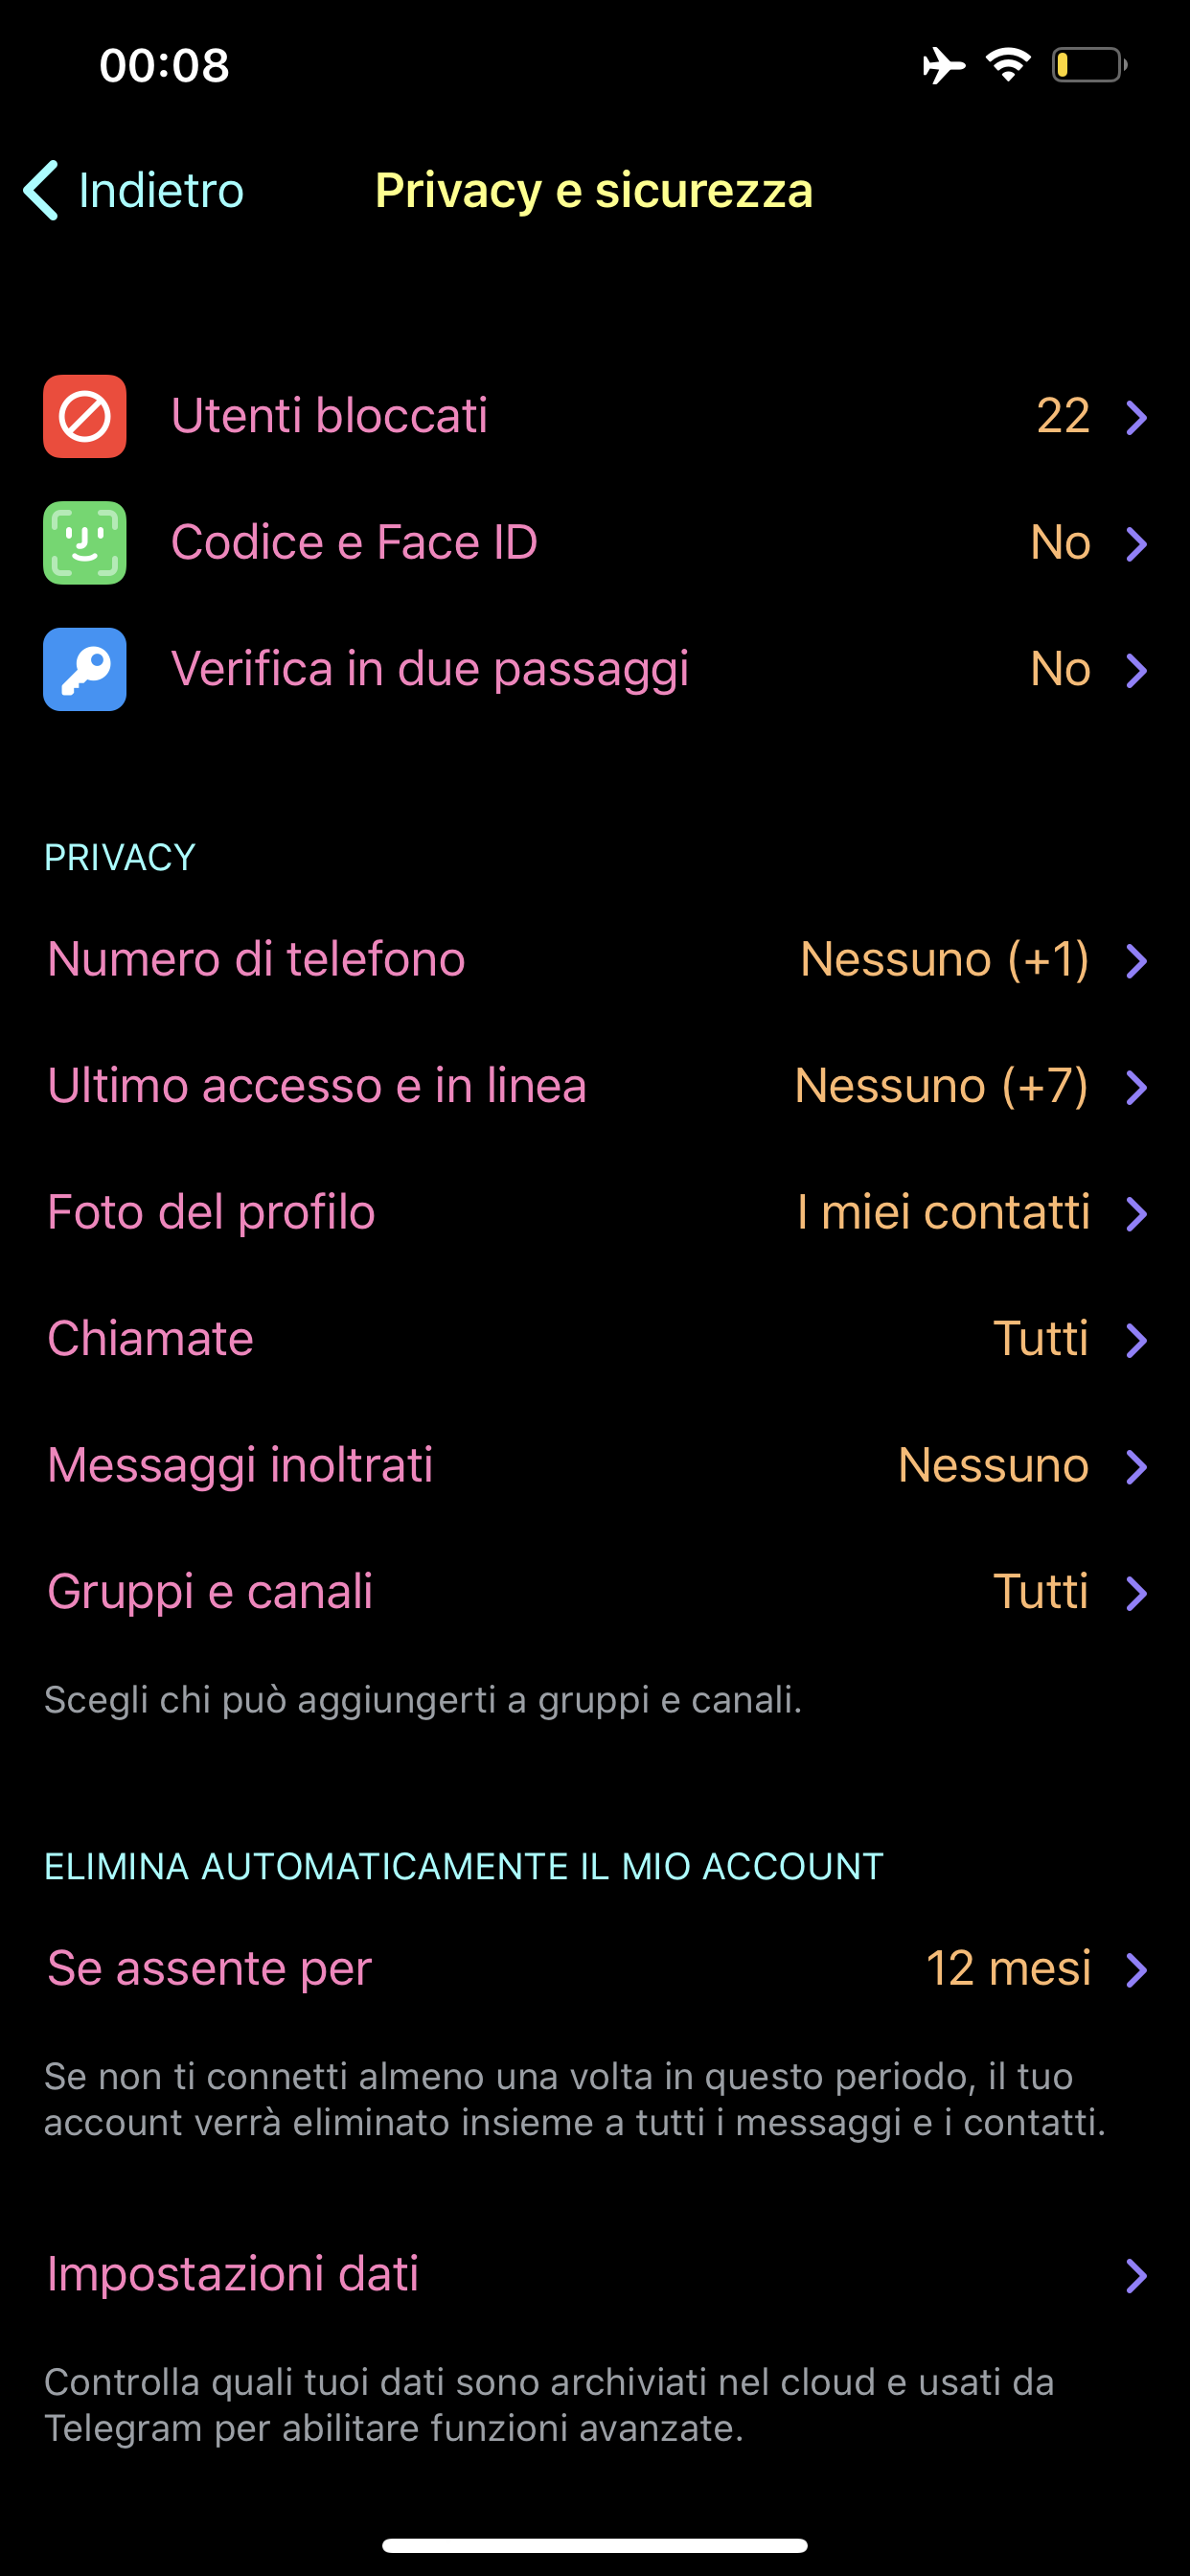 00:08
Indietro
Privacy e sicurezza
Utenti bloccati 22
Codice e Face ID No
Verifica in due passaggi No
PRIVACY
Numero di telefono Nessuno (+1)
Ultimo accesso e in linea Nessuno (+7)
Foto del profilo I miei contatti
Chiamate Tutti
Messaggi inoltrati Nessuno
Gruppi e canali Tutti
Scegli chi può aggiungerti a gruppi e canali.
ELIMINA AUTOMATICAMENTE IL MIO ACCOUNT
Se assente per 12 mesi
Se non ti connetti almeno una volta in questo periodo, il tuo
account verrà eliminato insieme a tutti i messaggi e i contatti.
Impostazioni dati
Controlla quali tuoi dati sono archiviati nel cloud e usati da
Telegram per abilitare funzioni avanzate.